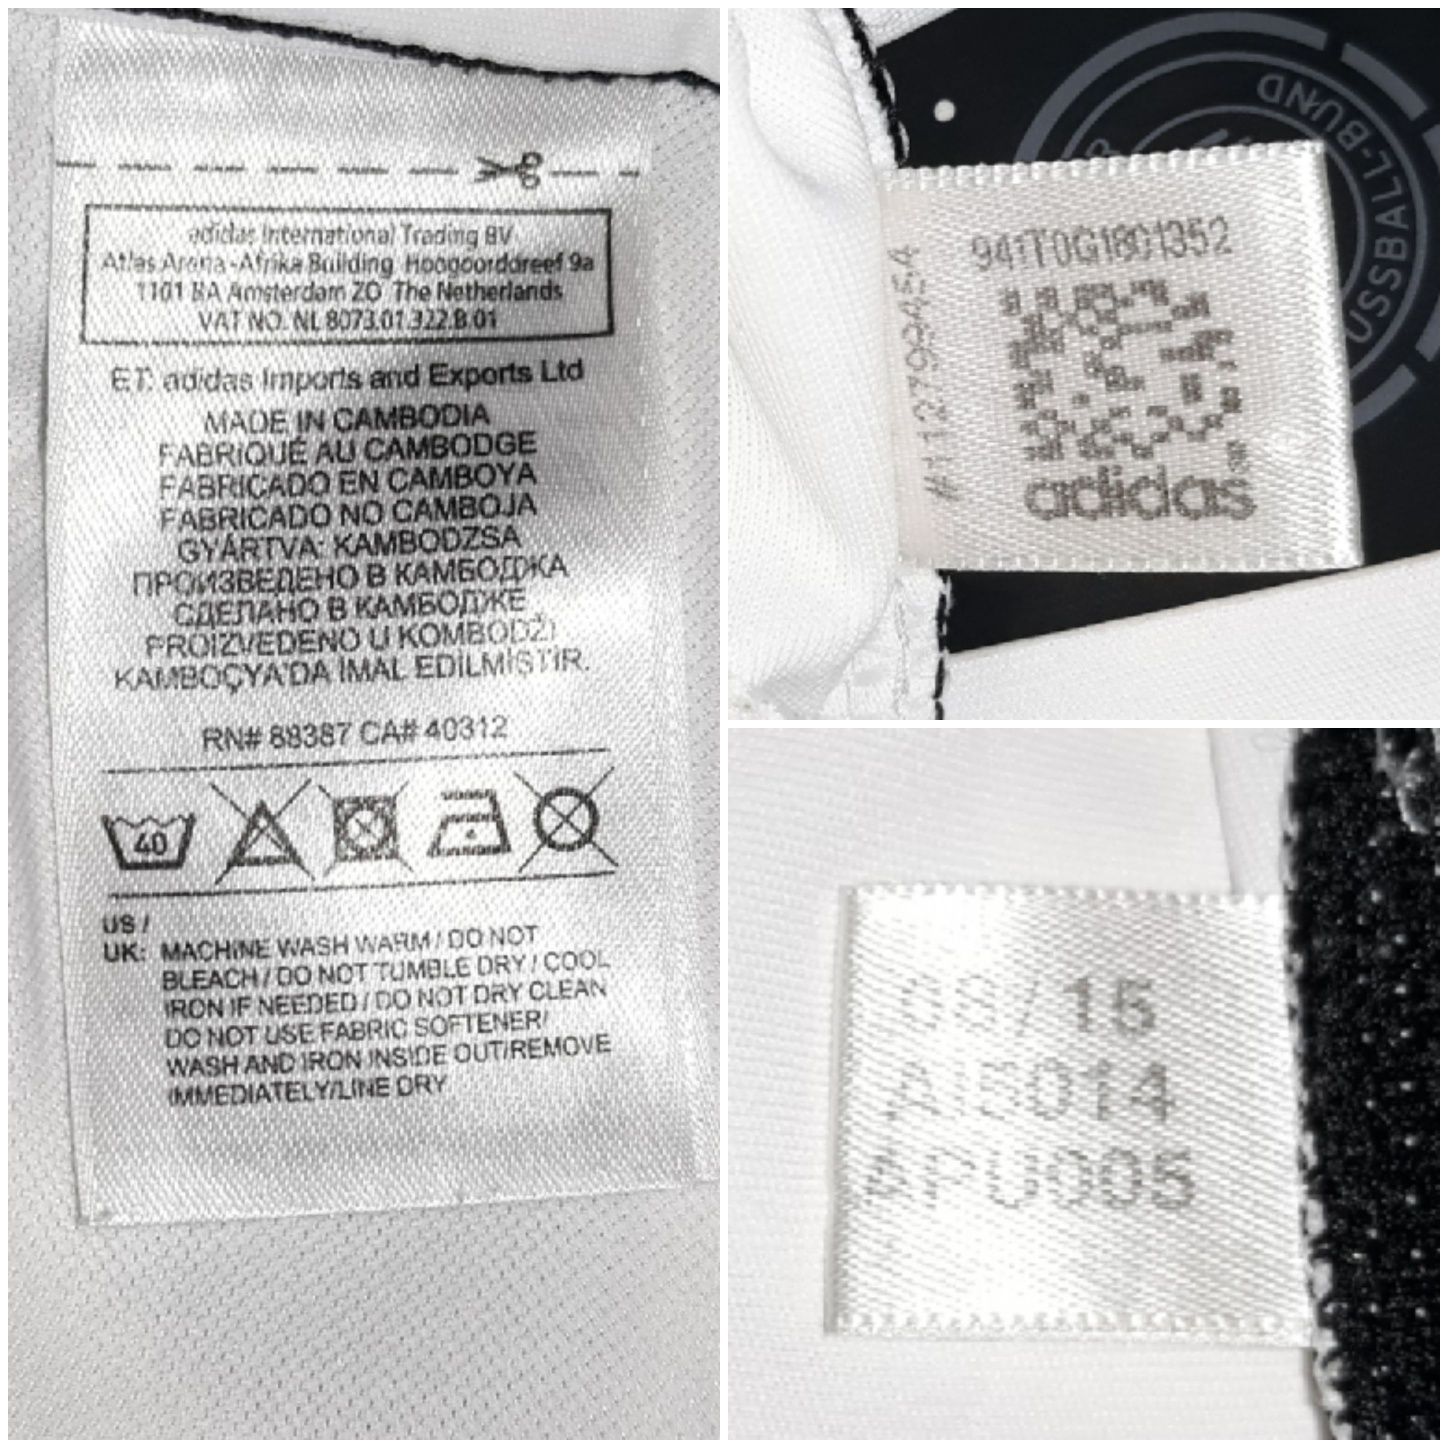 adidas International Trading BV
Atlas Arena -Afrika Building Hoogoorddreef 9a
1101 BA Amsterdam ZO The Netherlands
VAT NO. NL 8073.01.322.B.01
ET: adidas Imports and Exports Ltd
MADE IN CAMBODIA
FABRIQUÉ AU CAMBODGE
FABRICADO EN CAMBOYA
FABRICADO NO CAMBOJA
GYÁRTVA: KAMBODZSA
ПРОИЗВЕДЕНО В КАМБОДЖА
СДЕЛАНО В КАМБОДЖЕ
PROIZVEDENO U KOMBODŽI
KAMBOÇYA'DA İMAL EDİLMİŞTİR.
RN# 88387 CA# 40312
40
US /
UK: MACHINE WASH WARM / DO NOT
BLEACH / DO NOT TUMBLE DRY / COOL
IRON IF NEEDED / DO NOT DRY CLEAN
DO NOT USE FABRIC SOFTENER/
WASH AND IRON INSIDE OUT/REMOVE
IMMEDIATELY/LINE DRY
941T0G1801352
#112799454
adidas
USSBALL-BUND
/ 15
AI5014
APU005